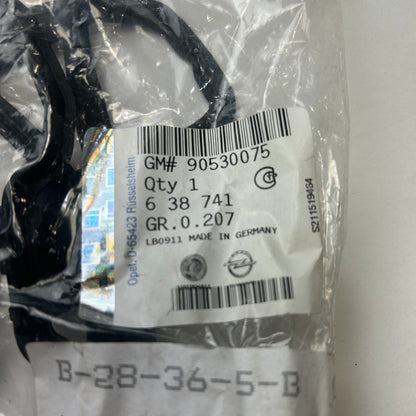 GM# 90530075
Qty 1
6 38 741
GR.0.207
LB0911 MADE IN GERMANY
Opel, D-65423 Rüsselsheim
S211519464
B-28-36-5-B